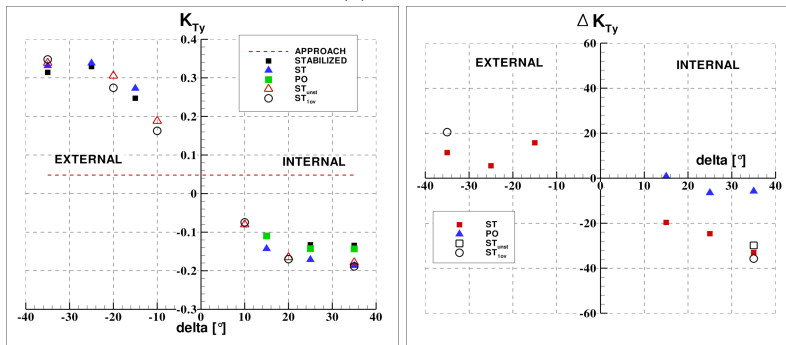 K_Ty
0.4
0.3
0.2
0.1
0
-0.1
-0.2
-0.3
-40
-30
-20
-10
0
10
20
30
40
delta [°]
EXTERNAL
INTERNAL
APPROACH
STABILIZED
ST
PO
ST_unst
ST_1ov
Δ K_Ty
60
40
20
0
-20
-40
-60
-40
-30
-20
-10
10
20
30
40
delta [°]
EXTERNAL
INTERNAL
ST
PO
ST_unst
ST_1ov